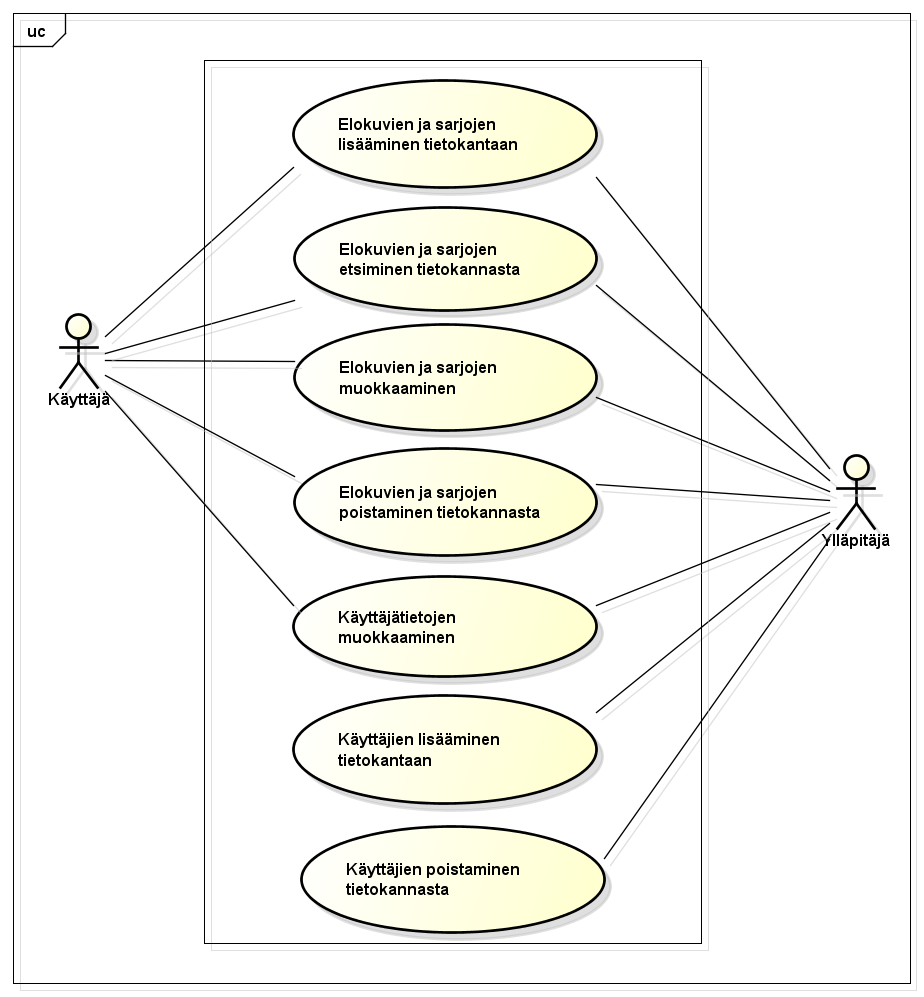 uc
Elokuvien ja sarjojen
lisääminen tietokantaan
Elokuvien ja sarjojen
etsiminen tietokannasta
Elokuvien ja sarjojen
muokkaaminen
Käyttäjä
Elokuvien ja sarjojen
poistaminen tietokannasta
Ylläpitäjä
Käyttäjätietojen
muokkaaminen
Käyttäjien lisääminen
tietokantaan
Käyttäjien poistaminen
tietokannasta